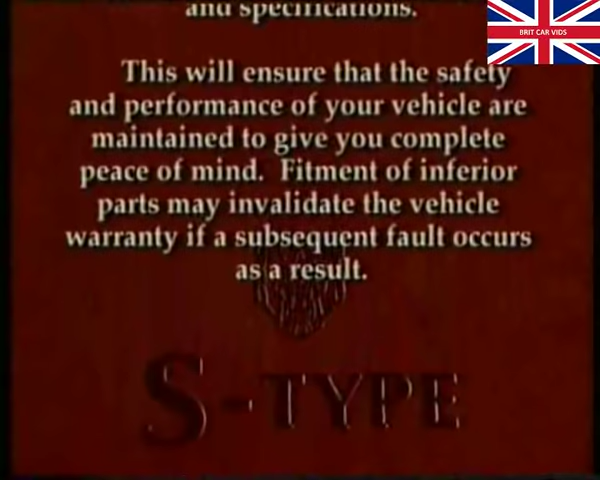 and specifications.
BRIT CAR VIDS
This will ensure that the safety
and performance of your vehicle are
maintained to give you complete
peace of mind.  Fitment of inferior
parts may invalidate the vehicle
warranty if a subsequent fault occurs
as a result.
S-TYPE